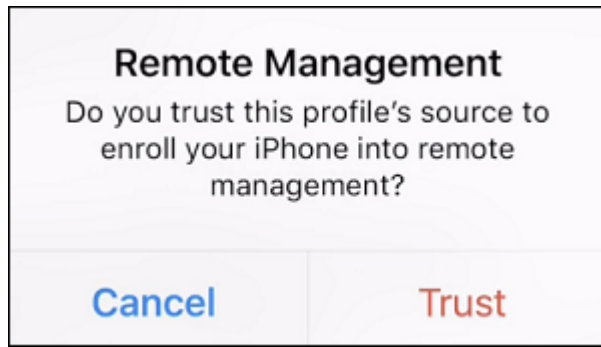 Remote Management
Do you trust this profile’s source to
enroll your iPhone into remote
management?
Cancel
Trust